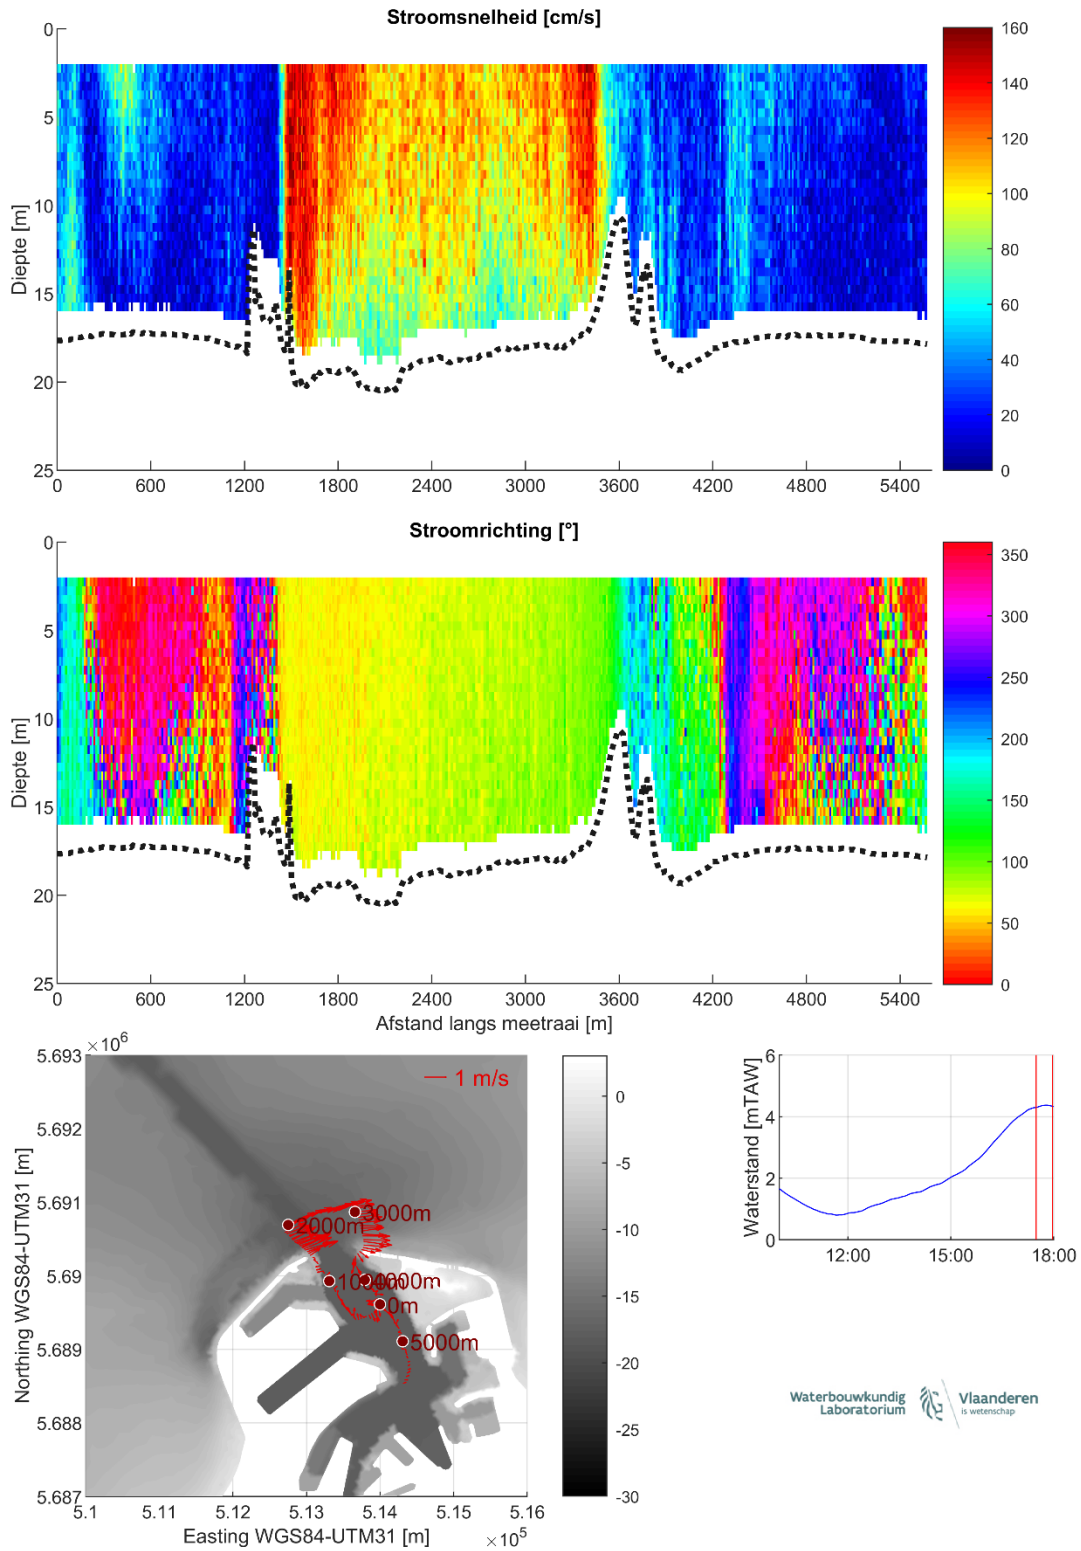 Stroomsnelheid [cm/s]
Diepte [m]
0
5
10
15
20
25
0 600 1200 1800 2400 3000 3600 4200 4800 5400
160
140
120
100
80
60
40
20
0
Stroomrichting [°]
Diepte [m]
0
5
10
15
20
25
0 600 1200 1800 2400 3000 3600 4200 4800 5400
Afstand langs meetraai [m]
350
300
250
200
150
100
50
0
×10⁶
5.693
5.692
5.691
5.69
5.689
5.688
5.687
Northing WGS84-UTM31 [m]
1 m/s
2000m
3000m
1000m
4000m
0m
5000m
5.1 5.11 5.12 5.13 5.14 5.15 5.16
Easting WGS84-UTM31 [m]
×10⁵
0
-5
-10
-15
-20
-25
-30
Waterstand [mTAW]
6
4
2
0
12:00 15:00 18:00
Waterbouwkundig
Laboratorium
Vlaanderen
is wetenschap